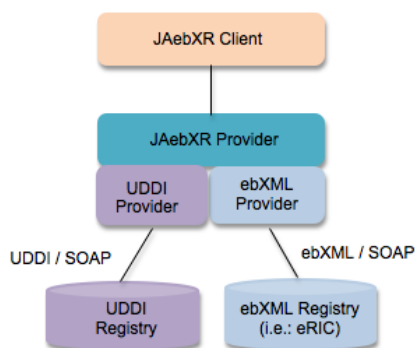 JAebXR Client
JAebXR Provider
UDDI
Provider
ebXML
Provider
UDDI / SOAP
ebXML / SOAP
UDDI
Registry
ebXML Registry
(i.e.: eRIC)